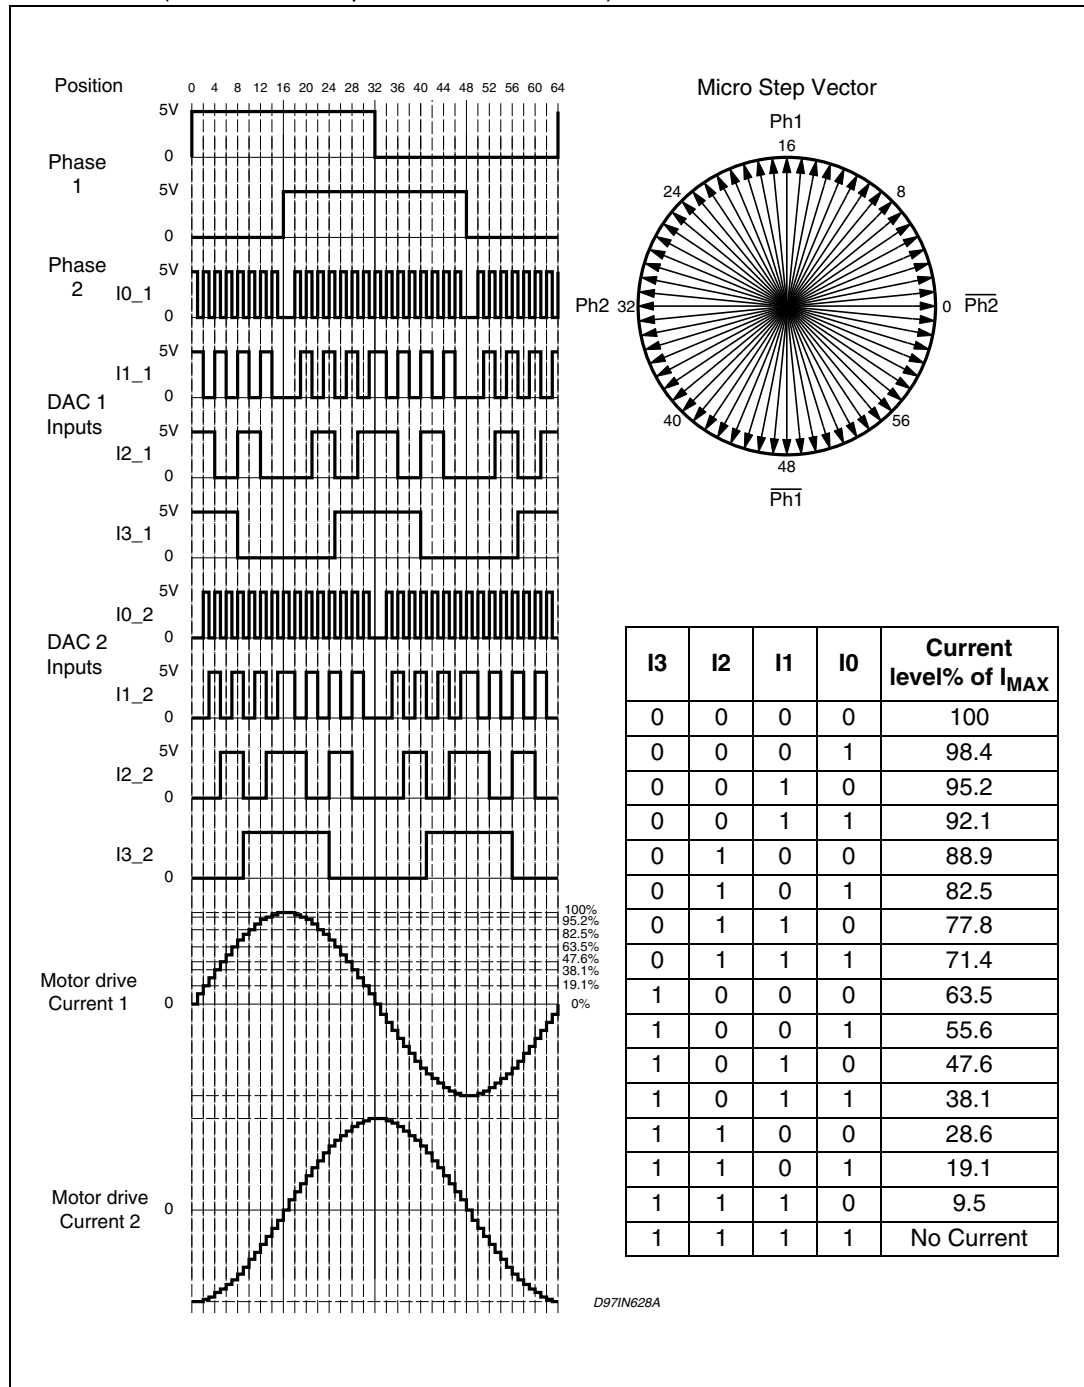 Position
0 4 8 12 16 20 24 28 32 36 40 44 48 52 56 60 64
5V
0
Phase
1
5V
0
Phase
2
I0_1
5V
0
I1_1
5V
0
DAC 1
Inputs
I2_1
5V
0
I3_1
5V
0
I0_2
5V
0
DAC 2
Inputs
I1_2
5V
0
I2_2
5V
0
I3_2
0
100%
95.2%
82.5%
63.5%
47.6%
38.1%
19.1%
0%
Motor drive
Current 1
0
Motor drive
Current 2
0
Micro Step Vector
Ph1
16
24
8
Ph2 32
0 P̅h̅2̅
40
56
48
P̅h̅1̅
I3 I2 I1 I0 Current level% of IMAX
0 0 0 0 100
0 0 0 1 98.4
0 0 1 0 95.2
0 0 1 1 92.1
0 1 0 0 88.9
0 1 0 1 82.5
0 1 1 0 77.8
0 1 1 1 71.4
1 0 0 0 63.5
1 0 0 1 55.6
1 0 1 0 47.6
1 0 1 1 38.1
1 1 0 0 28.6
1 1 0 1 19.1
1 1 1 0 9.5
1 1 1 1 No Current
D97IN628A